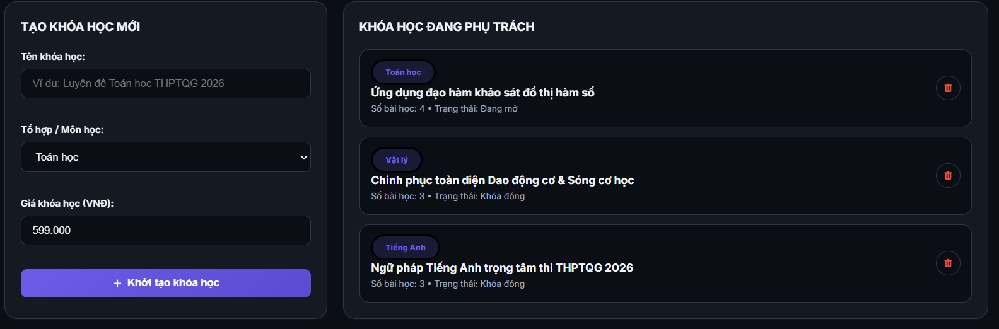 TẠO KHÓA HỌC MỚI
Tên khóa học:
Ví dụ: Luyện đề Toán học THPTQG 2026
Tổ hợp / Môn học:
Toán học
Giá khóa học (VNĐ):
599.000
+ Khởi tạo khóa học
KHÓA HỌC ĐANG PHỤ TRÁCH
Toán học
Ứng dụng đạo hàm khảo sát đồ thị hàm số
Số bài học: 4 • Trạng thái: Đang mở
Vật lý
Chinh phục toàn diện Dao động cơ & Sóng cơ học
Số bài học: 3 • Trạng thái: Khóa đóng
Tiếng Anh
Ngữ pháp Tiếng Anh trọng tâm thi THPTQG 2026
Số bài học: 3 • Trạng thái: Khóa đóng